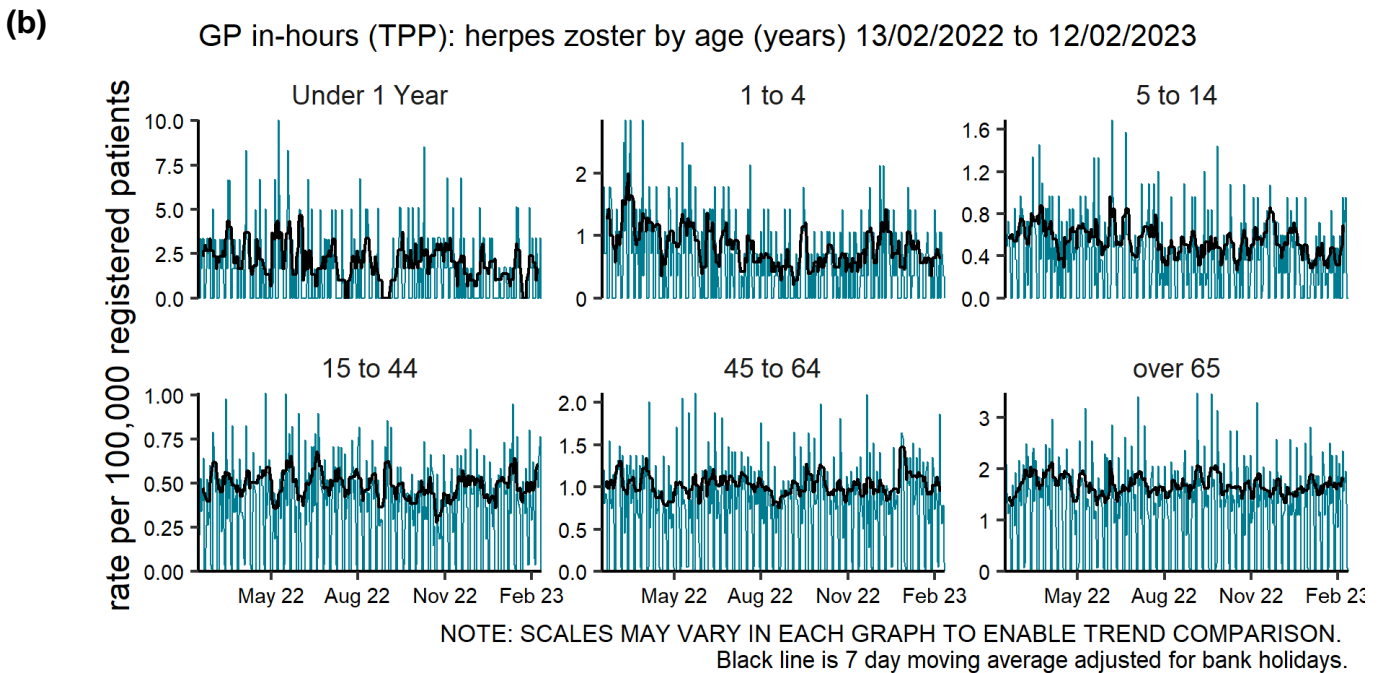 (b)
GP in-hours (TPP): herpes zoster by age (years) 13/02/2022 to 12/02/2023
rate per 100,000 registered patients
Under 1 Year
10.0
7.5
5.0
2.5
0.0
1 to 4
2
1
0
5 to 14
1.6
1.2
0.8
0.4
0.0
15 to 44
1.00
0.75
0.50
0.25
0.00
May 22 Aug 22 Nov 22 Feb 23
45 to 64
2.0
1.5
1.0
0.5
0.0
May 22 Aug 22 Nov 22 Feb 23
over 65
3
2
1
0
May 22 Aug 22 Nov 22 Feb 23
NOTE: SCALES MAY VARY IN EACH GRAPH TO ENABLE TREND COMPARISON.
Black line is 7 day moving average adjusted for bank holidays.